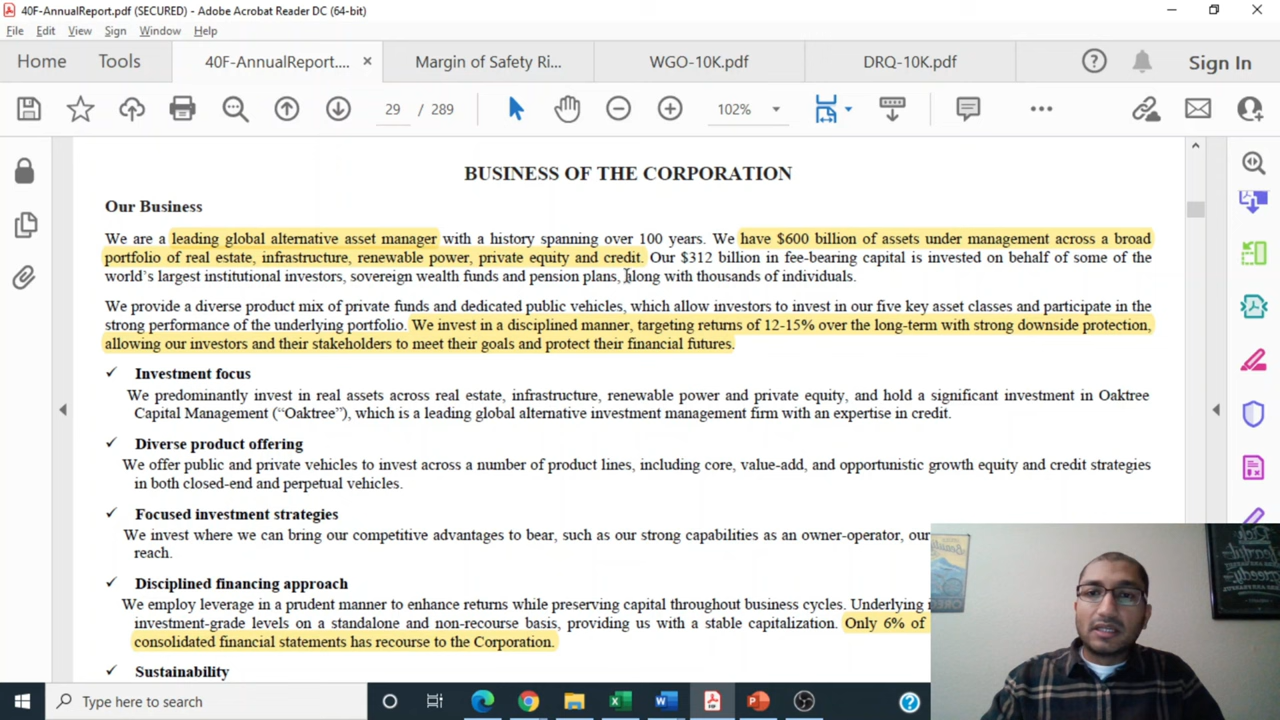 40F-AnnualReport.pdf (SECURED) - Adobe Acrobat Reader DC (64-bit)
File Edit View Sign Window Help
Home Tools 40F-AnnualReport.... × Margin of Safety Ri... WGO-10K.pdf DRQ-10K.pdf Sign In
29 / 289 102%
BUSINESS OF THE CORPORATION
Our Business
We are a leading global alternative asset manager with a history spanning over 100 years. We have $600 billion of assets under management across a broad
portfolio of real estate, infrastructure, renewable power, private equity and credit. Our $312 billion in fee-bearing capital is invested on behalf of some of the
world's largest institutional investors, sovereign wealth funds and pension plans, along with thousands of individuals.
We provide a diverse product mix of private funds and dedicated public vehicles, which allow investors to invest in our five key asset classes and participate in the
strong performance of the underlying portfolio. We invest in a disciplined manner, targeting returns of 12-15% over the long-term with strong downside protection,
allowing our investors and their stakeholders to meet their goals and protect their financial futures.
✓ Investment focus
We predominantly invest in real assets across real estate, infrastructure, renewable power and private equity, and hold a significant investment in Oaktree
Capital Management ("Oaktree"), which is a leading global alternative investment management firm with an expertise in credit.
✓ Diverse product offering
We offer public and private vehicles to invest across a number of product lines, including core, value-add, and opportunistic growth equity and credit strategies
in both closed-end and perpetual vehicles.
✓ Focused investment strategies
We invest where we can bring our competitive advantages to bear, such as our strong capabilities as an owner-operator, our
reach.
✓ Disciplined financing approach
We employ leverage in a prudent manner to enhance returns while preserving capital throughout business cycles. Underlying
investment-grade levels on a standalone and non-recourse basis, providing us with a stable capitalization. Only 6% of
consolidated financial statements has recourse to the Corporation.
✓ Sustainability
Type here to search